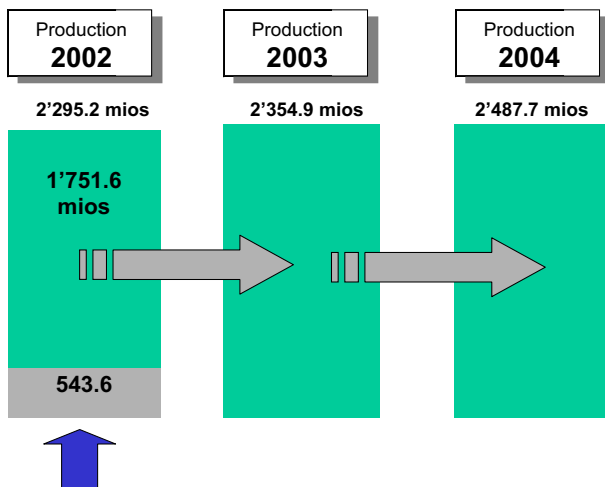 Production
2002
Production
2003
Production
2004
2’295.2 mios
2’354.9 mios
2’487.7 mios
1’751.6
mios
543.6